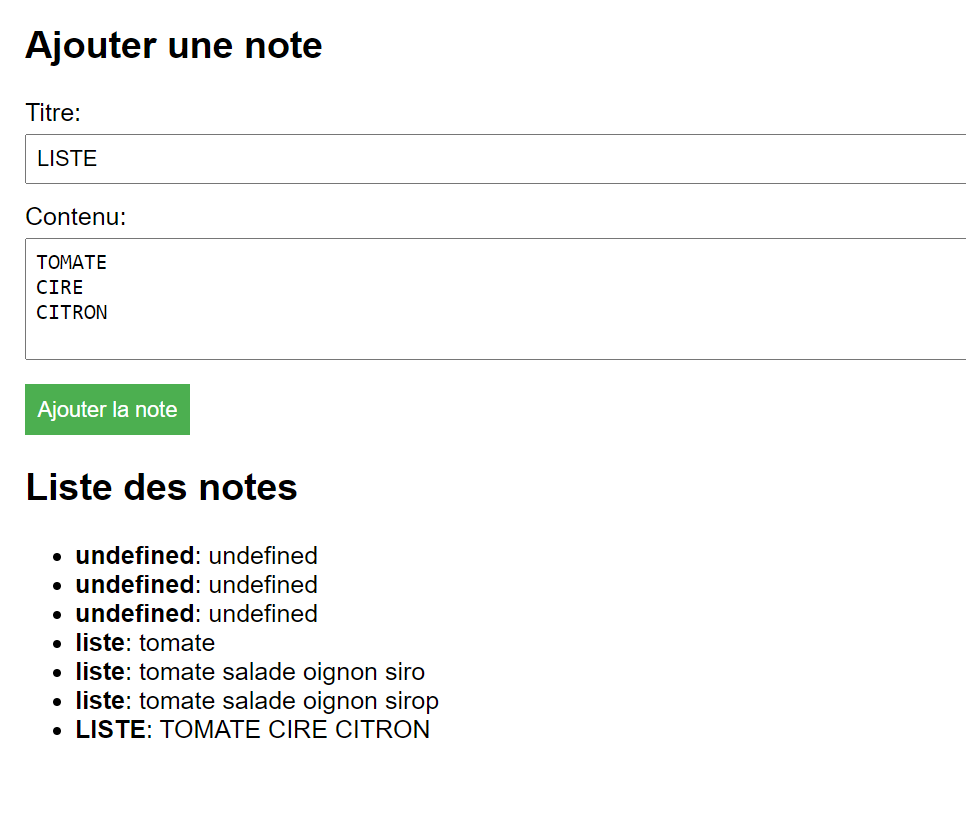 Ajouter une note
Titre:
LISTE
Contenu:
TOMATE
CIRE
CITRON
Ajouter la note
Liste des notes
undefined: undefined
undefined: undefined
undefined: undefined
liste: tomate
liste: tomate salade oignon siro
liste: tomate salade oignon sirop
LISTE: TOMATE CIRE CITRON